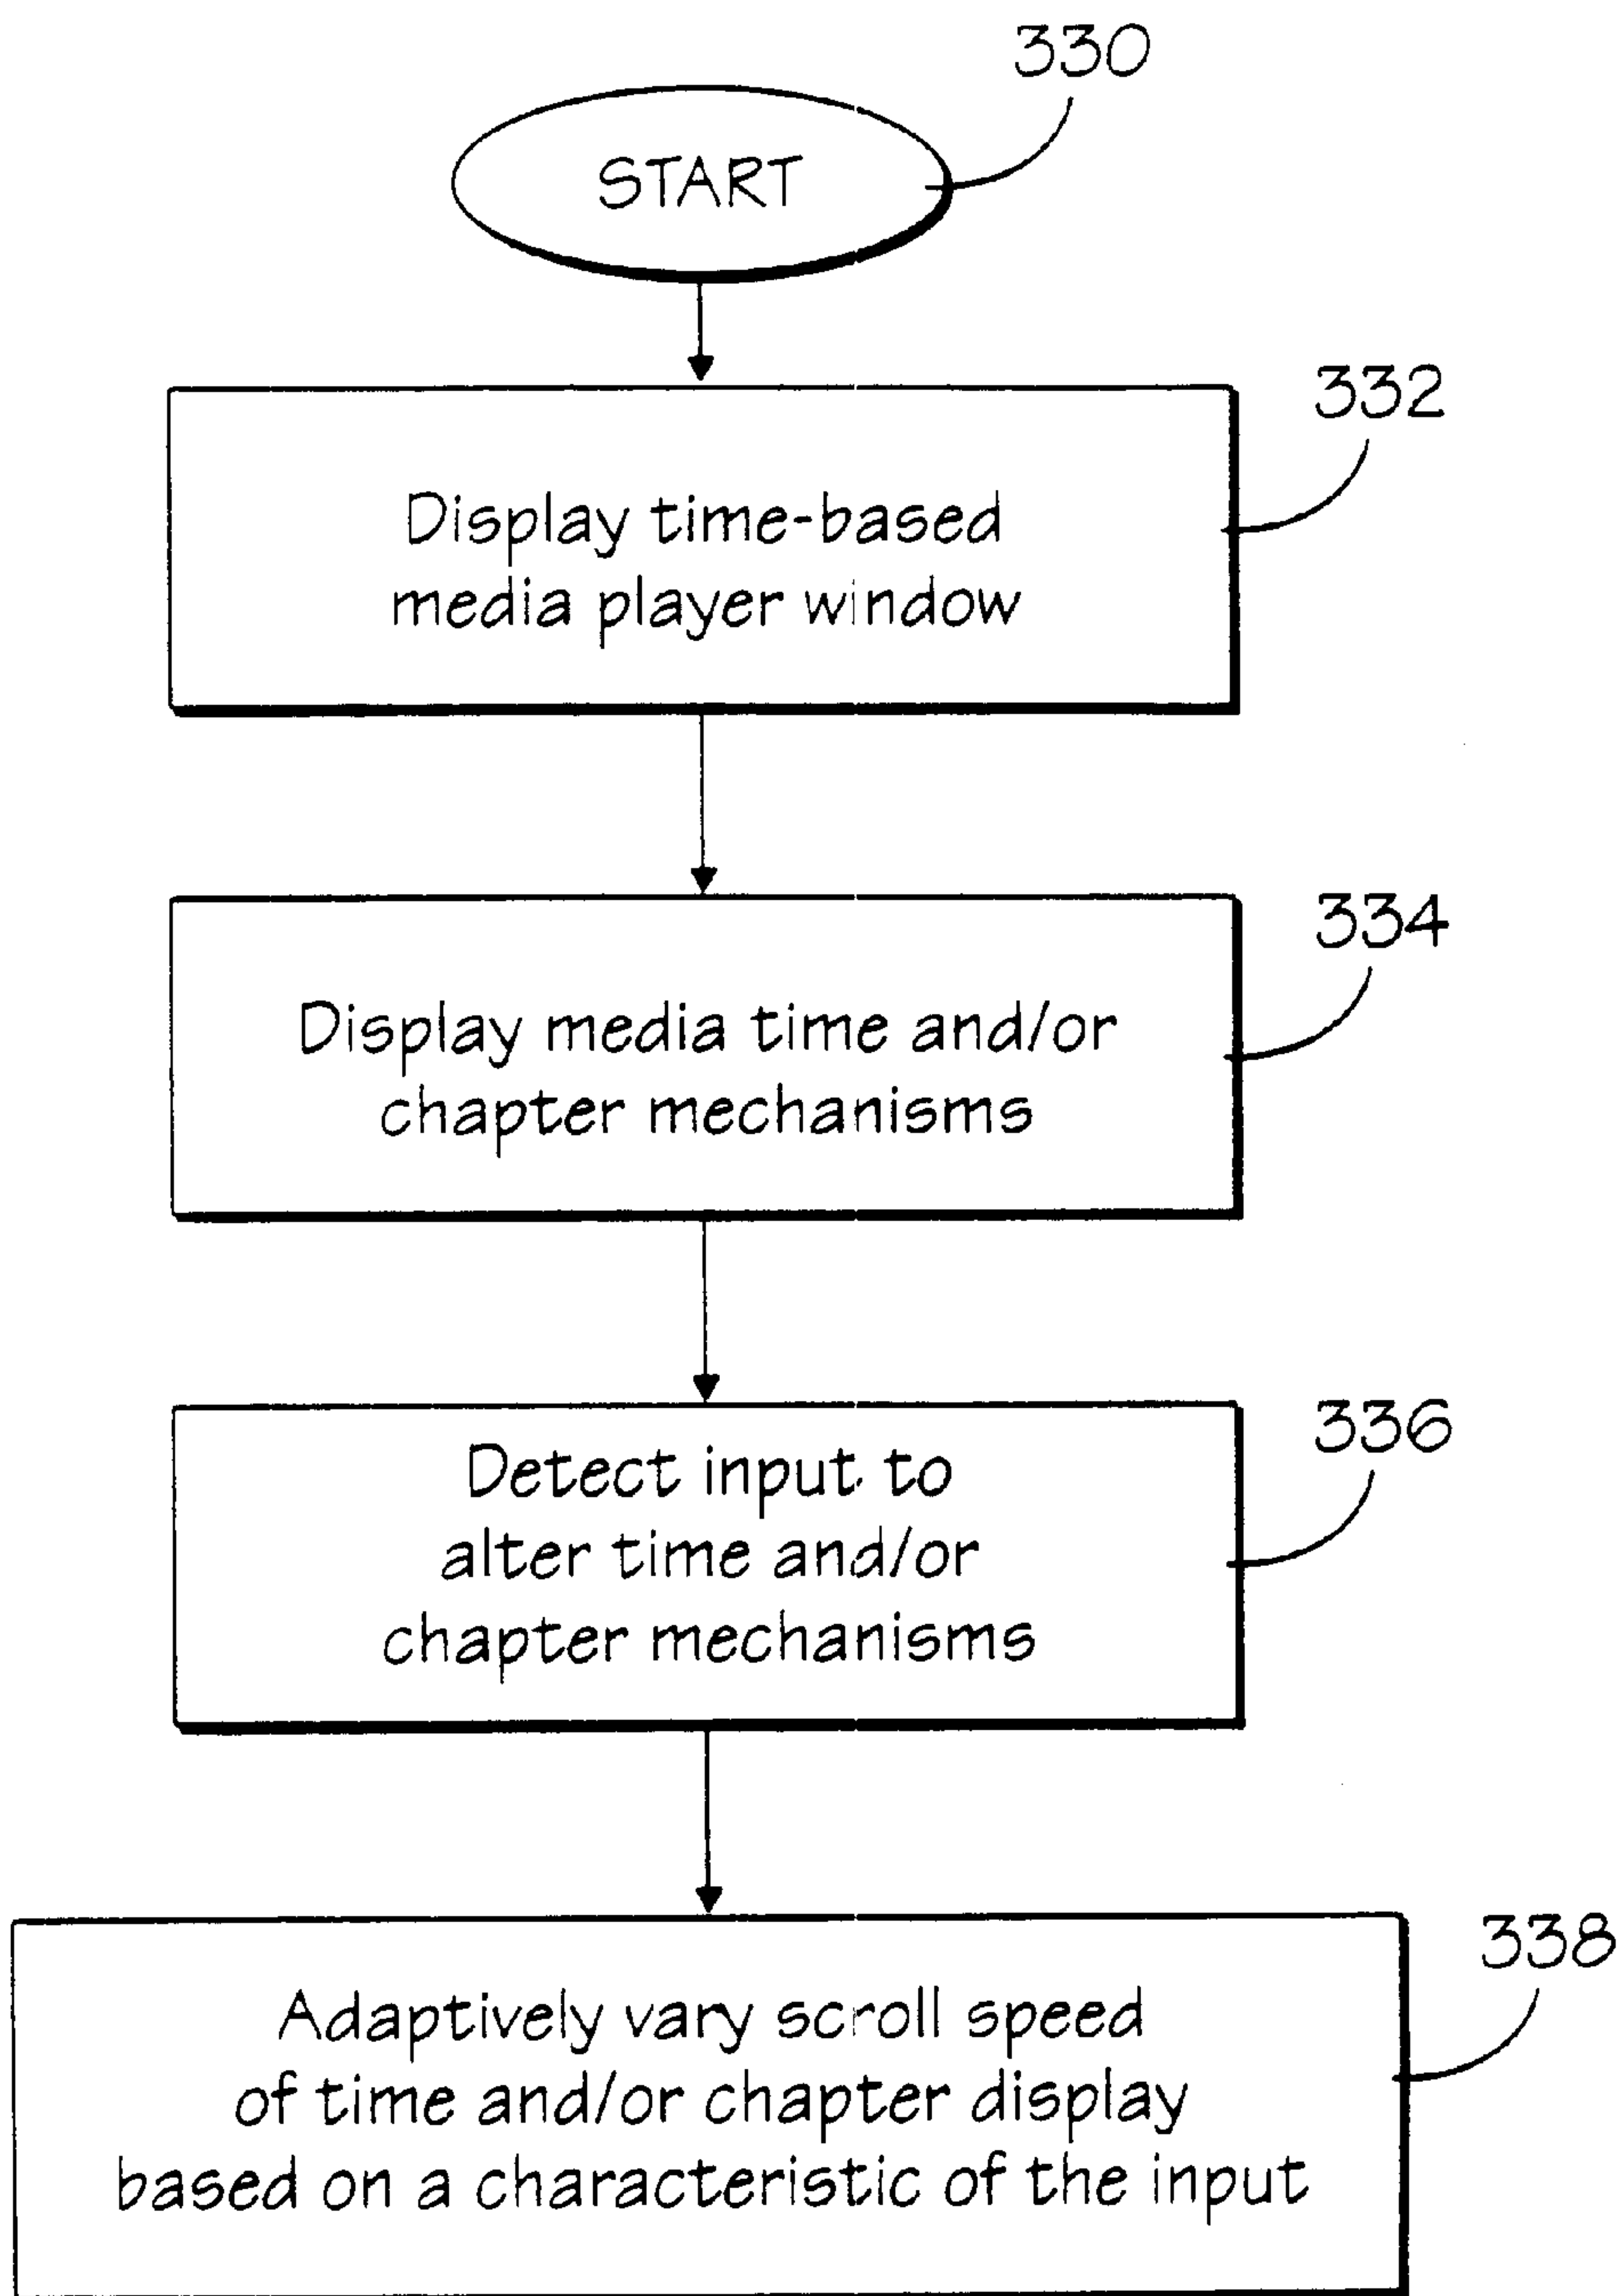 330
START
332
Display time-based
media player window
334
Display media time and/or
chapter mechanisms
336
Detect input to
alter time and/or
chapter mechanisms
338
Adaptively vary scroll speed
of time and/or chapter display
based on a characteristic of the input